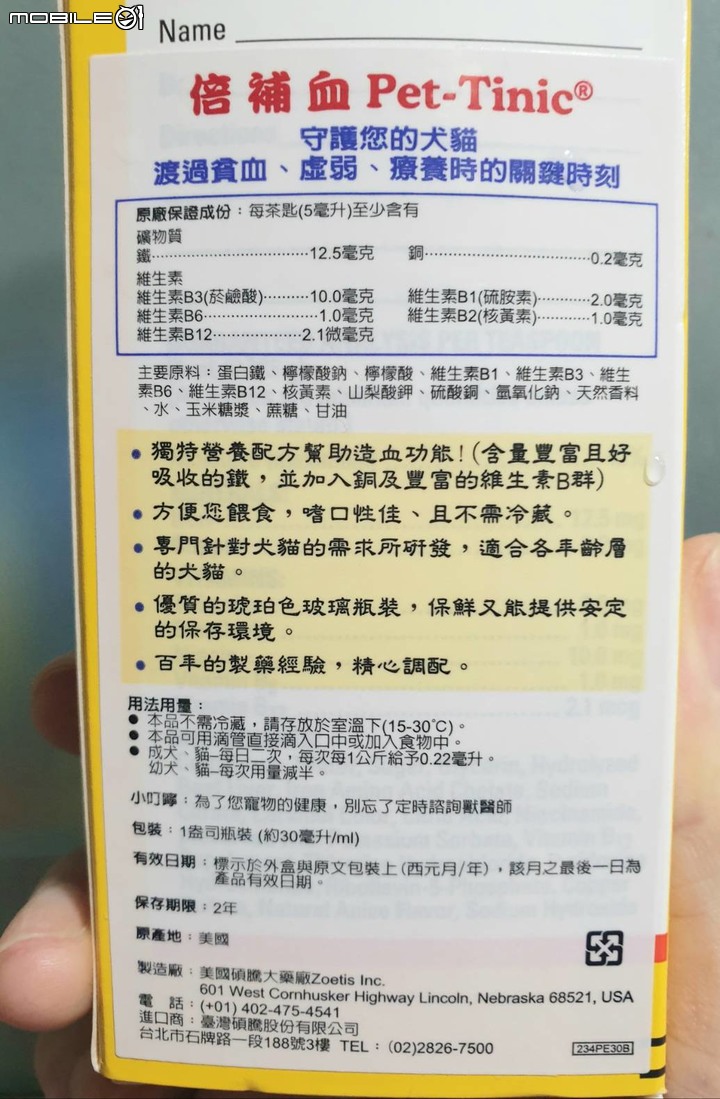 MOBILE01
Name
倍補血 Pet-Tinic®
守護您的犬貓
渡過貧血、虛弱、療養時的關鍵時刻
原廠保證成份：每茶匙(5毫升)至少含有
礦物質
鐵……………………………12.5毫克 銅……………………………0.2毫克
維生素
維生素B3(菸鹼酸)………10.0毫克 維生素B1(硫胺素)………2.0毫克
維生素B6……………………1.0毫克 維生素B2(核黃素)………1.0毫克
維生素B12………………2.1微毫克
主要原料：蛋白鐵、檸檬酸鈉、檸檬酸、維生素B1、維生素B3、維生
素B6、維生素B12、核黃素、山梨酸鉀、硫酸銅、氫氧化鈉、天然香料
、水、玉米糖漿、蔗糖、甘油
● 獨特營養配方幫助造血功能！(含量豐富且好
吸收的鐵，並加入銅及豐富的維生素B群)
● 方便您餵食，嗜口性佳、且不需冷藏。
● 專門針對犬貓的需求所研發，適合各年齡層
的犬貓。
● 優質的琥珀色玻璃瓶裝，保鮮又能提供安定
的保存環境。
● 百年的製藥經驗，精心調配。
用法用量：
● 本品不需冷藏，請存放於室溫下(15-30°C)。
● 本品可用滴管直接滴入口中或加入食物中。
● 成犬、貓–每日二次，每次每1公斤給予0.22毫升。
幼犬、貓–每次用量減半。
小叮嚀：為了您寵物的健康，別忘了定時諮詢獸醫師
包裝：1盎司瓶裝 (約30毫升/ml)
有效日期：標示於外盒與原文包裝上(西元月/年)，該月之最後一日為
產品有效日期。
保存期限：2年
原產地：美國
製造廠：美國碩騰大藥廠Zoetis Inc.
601 West Cornhusker Highway Lincoln, Nebraska 68521, USA
電 話：(+01) 402-475-4541
進口商：臺灣碩騰股份有限公司
台北市石牌路一段188號3樓 TEL：(02)2826-7500
234PE30B